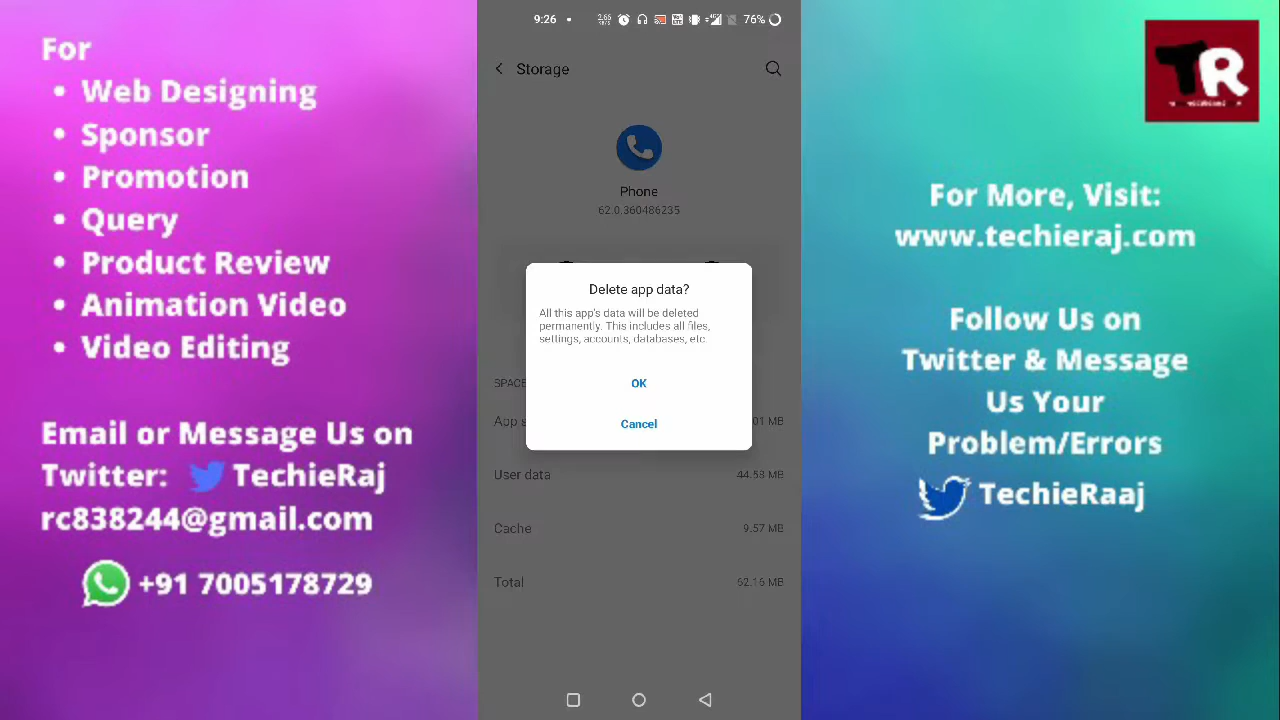 For
• Web Designing
• Sponsor
• Promotion
• Query
• Product Review
• Animation Video
• Video Editing
Email or Message Us on
Twitter: TechieRaj
rc838244@gmail.com
+91 7005178729
9:26
76%
Storage
Phone
62.0.360486235
Delete app data?
All this app's data will be deleted
permanently. This includes all files,
settings, accounts, databases, etc.
OK
Cancel
User data 44.58 MB
Cache 9.57 MB
Total 62.16 MB
TR
For More, Visit:
www.techieraj.com
Follow Us on
Twitter & Message
Us Your
Problem/Errors
TechieRaaj